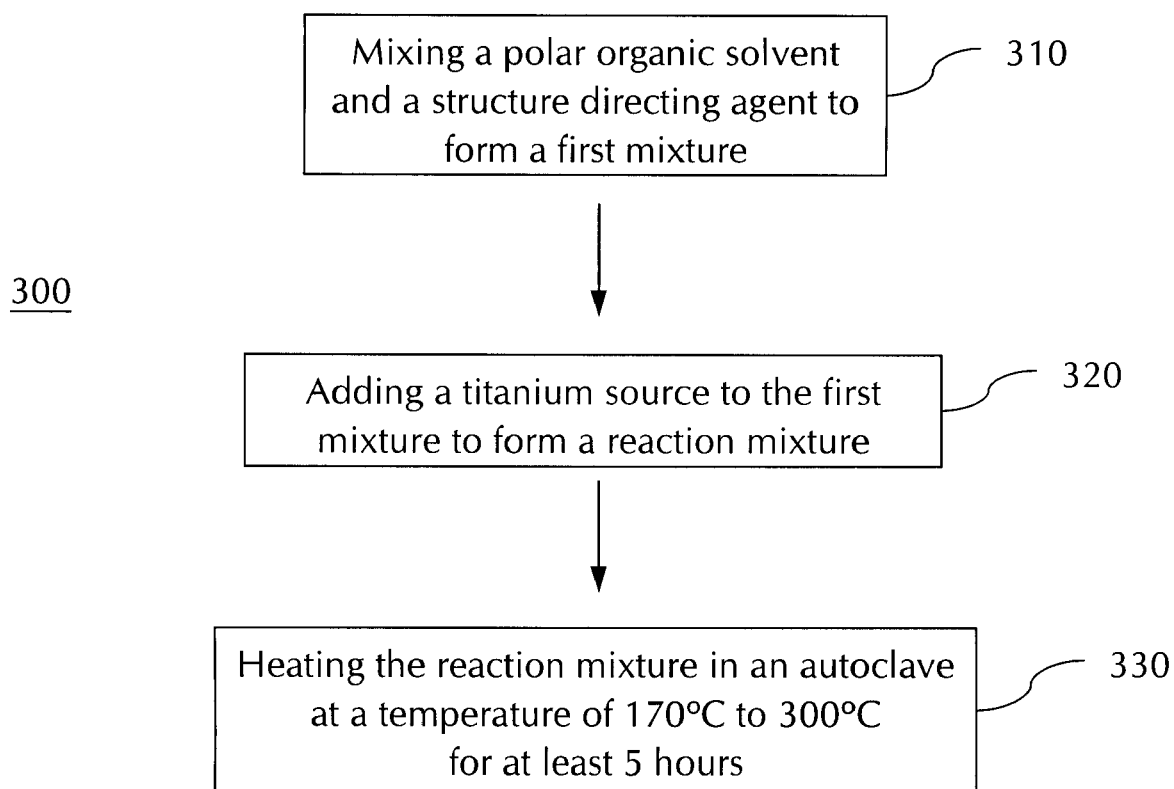 Mixing a polar organic solvent
and a structure directing agent to
form a first mixture
310
300
Adding a titanium source to the first
mixture to form a reaction mixture
320
Heating the reaction mixture in an autoclave
at a temperature of 170ºC to 300ºC
for at least 5 hours
330